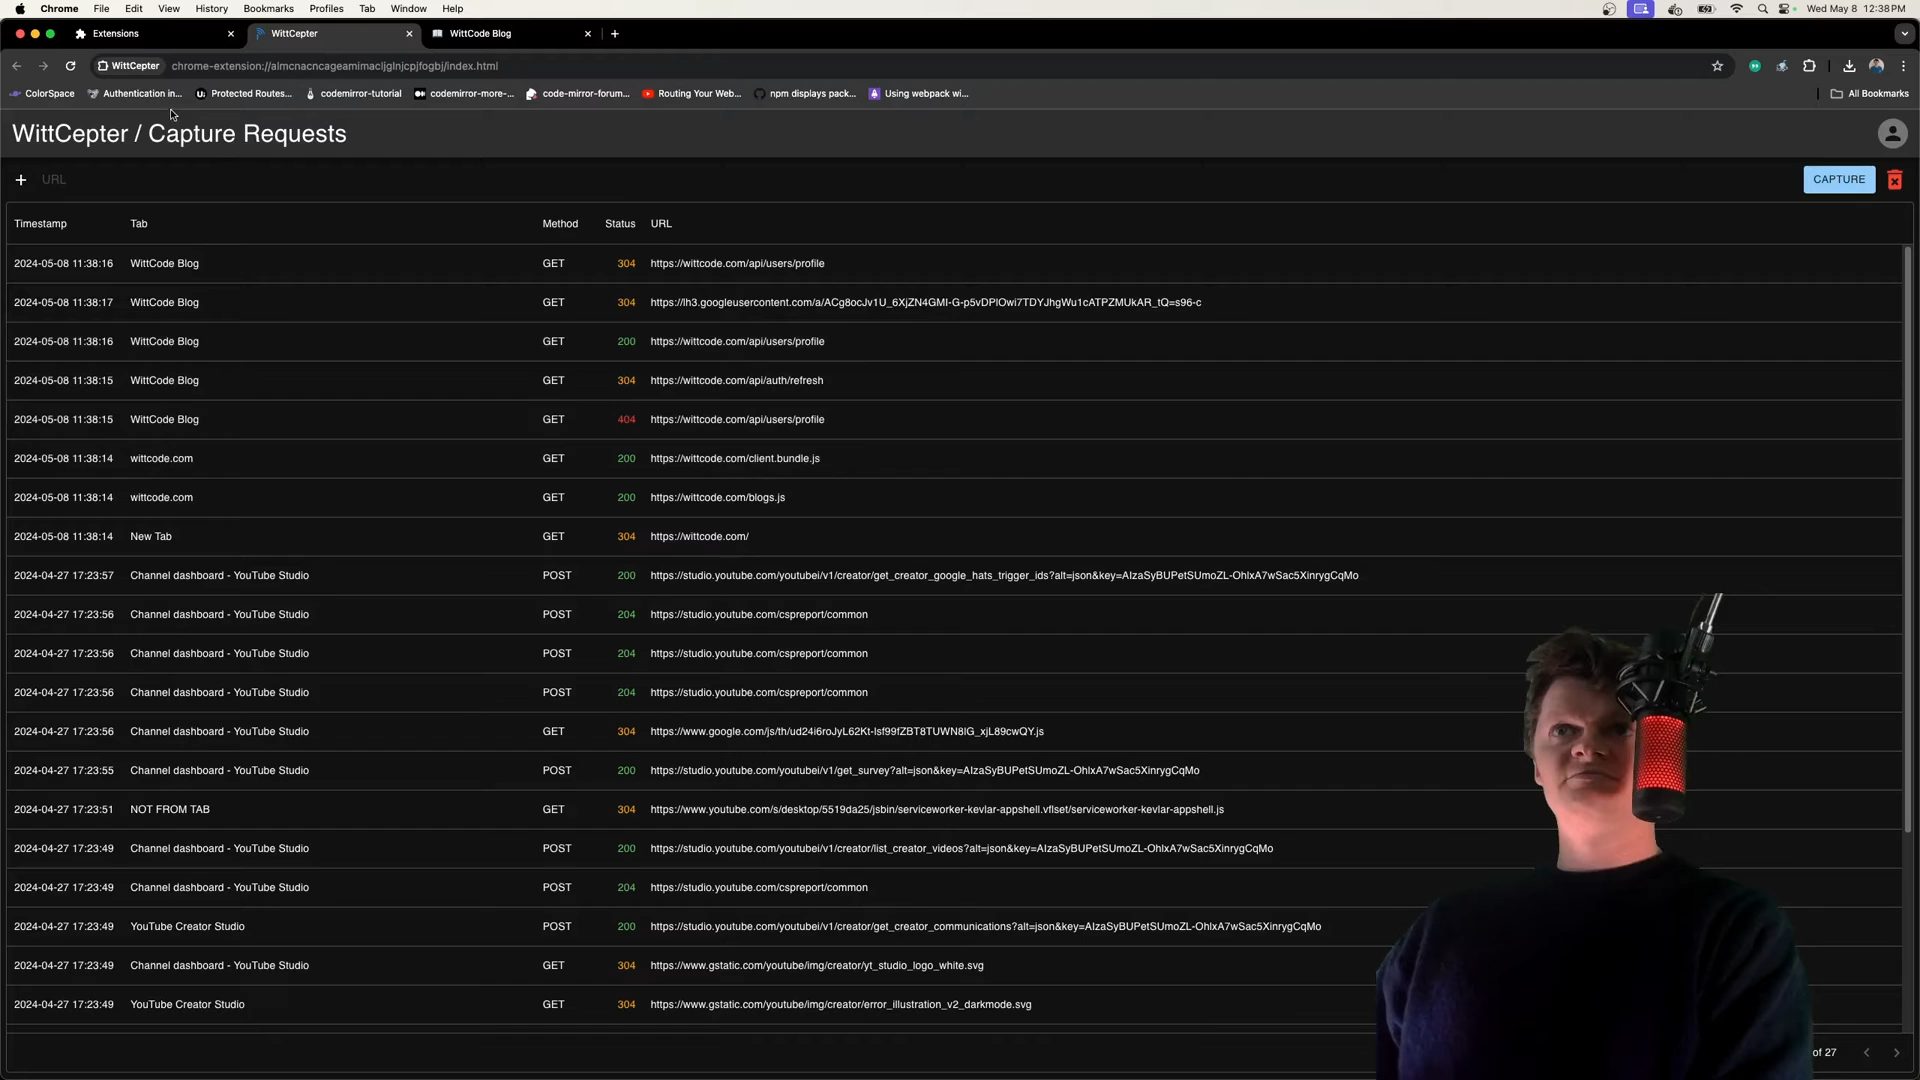 Chrome File Edit View History Bookmarks Profiles Tab Window Help Wed May 8 12:38 PM
Extensions WittCepter WittCode Blog
WittCepter chrome-extension://almcnacncageamimacljglnjcpjfogbj/index.html
ColorSpace Authentication in... Protected Routes... codemirror-tutorial codemirror-more-... code-mirror-forum... Routing Your Web... npm displays pack... Using webpack wi... All Bookmarks
WittCepter / Capture Requests
URL CAPTURE
Timestamp Tab Method Status URL
2024-05-08 11:38:16 WittCode Blog GET 304 https://wittcode.com/api/users/profile
2024-05-08 11:38:17 WittCode Blog GET 304 https://lh3.googleusercontent.com/a/ACg8ocJv1U_6XjZN4GMI-G-p5vDPlOwi7TDYJhgWu1cATPZMUkAR_tQ=s96-c
2024-05-08 11:38:16 WittCode Blog GET 200 https://wittcode.com/api/users/profile
2024-05-08 11:38:15 WittCode Blog GET 304 https://wittcode.com/api/auth/refresh
2024-05-08 11:38:15 WittCode Blog GET 404 https://wittcode.com/api/users/profile
2024-05-08 11:38:14 wittcode.com GET 200 https://wittcode.com/client.bundle.js
2024-05-08 11:38:14 wittcode.com GET 200 https://wittcode.com/blogs.js
2024-05-08 11:38:14 New Tab GET 304 https://wittcode.com/
2024-04-27 17:23:57 Channel dashboard - YouTube Studio POST 200 https://studio.youtube.com/youtubei/v1/creator/get_creator_google_hats_trigger_ids?alt=json&key=AIzaSyBUPetSUmoZL-OhlxA7wSac5XinrygCqMo
2024-04-27 17:23:56 Channel dashboard - YouTube Studio POST 204 https://studio.youtube.com/cspreport/common
2024-04-27 17:23:56 Channel dashboard - YouTube Studio POST 204 https://studio.youtube.com/cspreport/common
2024-04-27 17:23:56 Channel dashboard - YouTube Studio POST 204 https://studio.youtube.com/cspreport/common
2024-04-27 17:23:56 Channel dashboard - YouTube Studio GET 304 https://www.google.com/js/th/ud24i6roJyL62Kt-lsf99fZBT8TUWN8lG_xjL89cwQY.js
2024-04-27 17:23:55 Channel dashboard - YouTube Studio POST 200 https://studio.youtube.com/youtubei/v1/get_survey?alt=json&key=AIzaSyBUPetSUmoZL-OhlxA7wSac5XinrygCqMo
2024-04-27 17:23:51 NOT FROM TAB GET 304 https://www.youtube.com/s/desktop/5519da25/jsbin/serviceworker-kevlar-appshell.vflset/serviceworker-kevlar-appshell.js
2024-04-27 17:23:49 Channel dashboard - YouTube Studio POST 200 https://studio.youtube.com/youtubei/v1/creator/list_creator_videos?alt=json&key=AIzaSyBUPetSUmoZL-OhlxA7wSac5XinrygCqMo
2024-04-27 17:23:49 Channel dashboard - YouTube Studio POST 204 https://studio.youtube.com/cspreport/common
2024-04-27 17:23:49 YouTube Creator Studio POST 200 https://studio.youtube.com/youtubei/v1/creator/get_creator_communications?alt=json&key=AIzaSyBUPetSUmoZL-OhlxA7wSac5XinrygCqMo
2024-04-27 17:23:49 Channel dashboard - YouTube Studio GET 304 https://www.gstatic.com/youtube/img/creator/yt_studio_logo_white.svg
2024-04-27 17:23:49 YouTube Creator Studio GET 304 https://www.gstatic.com/youtube/img/creator/error_illustration_v2_darkmode.svg
of 27